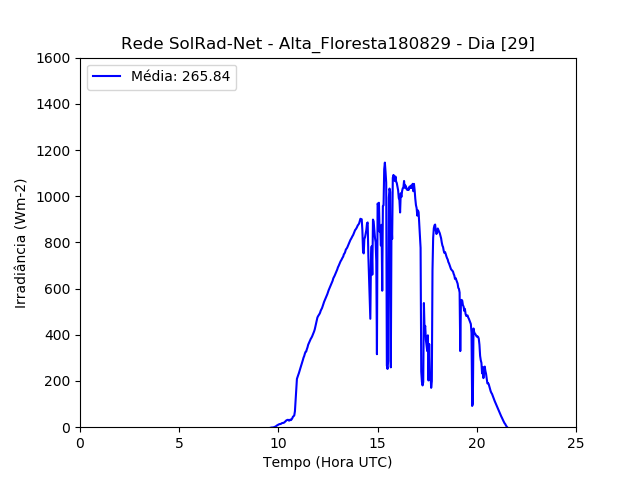 Rede SolRad-Net - Alta_Floresta180829 - Dia [29]
Média: 265.84
Irradiância (Wm-2)
1600
1400
1200
1000
800
600
400
200
0
0 5 10 15 20 25
Tempo (Hora UTC)